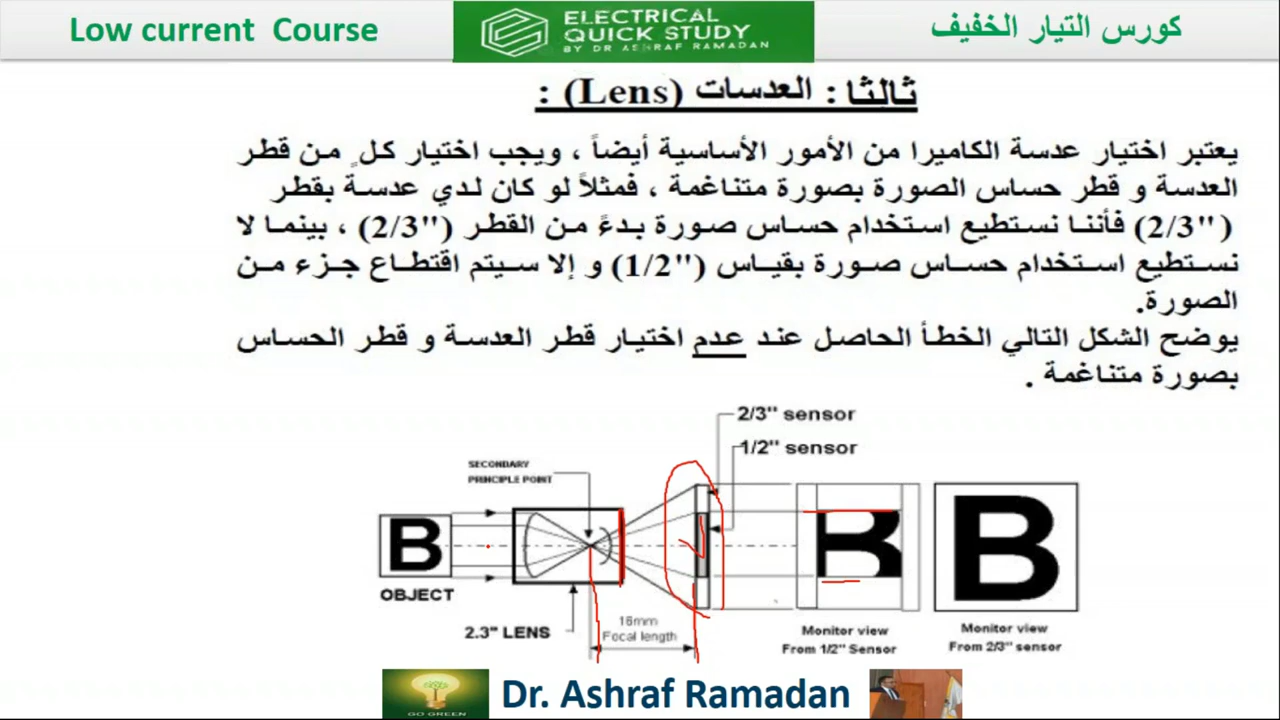 Low current Course
ELECTRICAL
QUICK STUDY
BY DR ASHRAF RAMADAN
كورس التيار الخفيف
ثالثا : العدسات (Lens) :
يعتبر اختيار عدسة الكاميرا من الأمور الأساسية أيضاً ، ويجب اختيار كلٍ من قطر
العدسة و قطر حساس الصورة بصورة متناغمة ، فمثلاً لو كان لدي عدسة بقطر
(2/3") فأننا نستطيع استخدام حساس صورة بدءً من القطر (2/3") ، بينما لا
نستطيع استخدام حساس صورة بقياس (1/2") و إلا سيتم اقتطاع جزء من
الصورة.
يوضح الشكل التالي الخطأ الحاصل عند عدم اختيار قطر العدسة و قطر الحساس
بصورة متناغمة .
2/3" sensor
1/2" sensor
SECONDARY
PRINCIPLE POINT
B
B
B
OBJECT
2.3" LENS
16mm
Focal length
Monitor view
From 1/2" Sensor
Monitor view
From 2/3" sensor
GO GREEN
Dr. Ashraf Ramadan